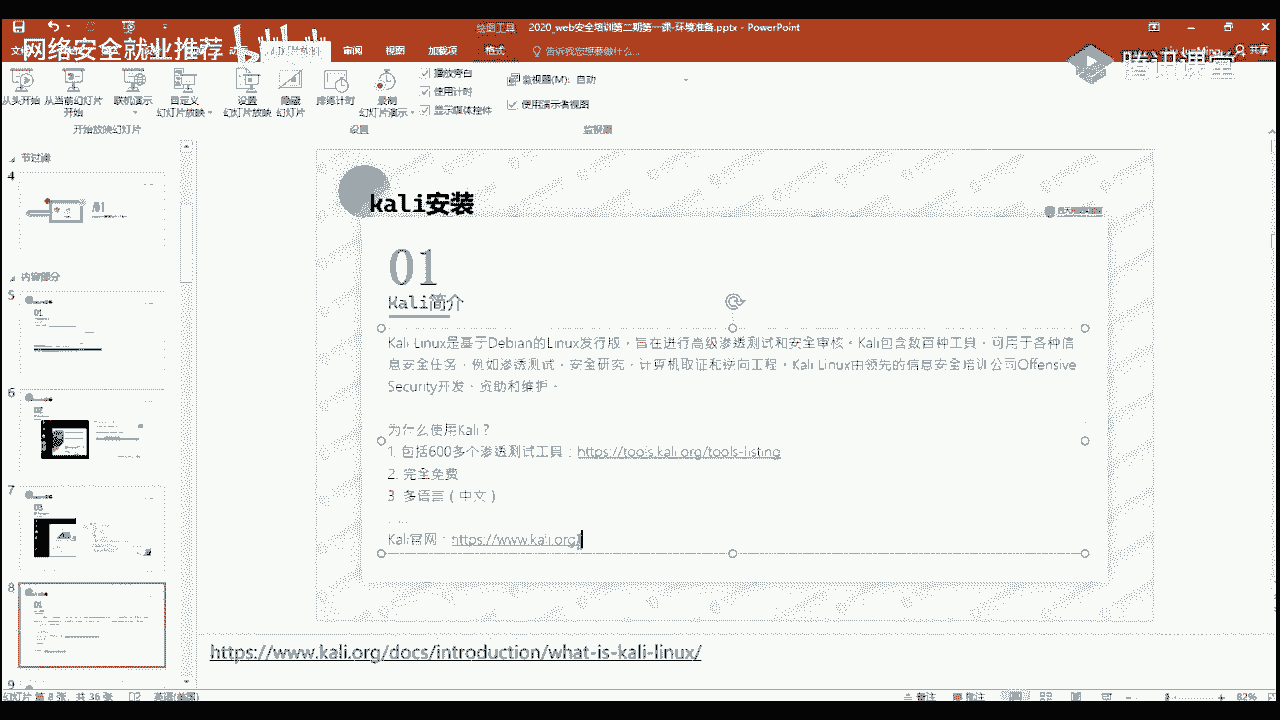 2020_web安全培训第二期第一课-环境准备.pptx - PowerPoint
绘图工具
网络安全就业推荐
bilibili
腾讯课堂
审阅
视图
加载项
格式
告诉我您想要做什么...
共享
从头开始
从当前幻灯片
开始
联机演示
自定义
幻灯片放映
设置
幻灯片放映
隐藏
幻灯片
排练计时
录制
幻灯片演示
播放旁白
使用计时
显示媒体控件
监视器(M): 自动
使用演示者视图
开始放映幻灯片
设置
监视器
4
内容部分
5
6
7
8
9
kali安装
01
Kali简介
Kali Linux是基于Debian的Linux发行版，旨在进行高级渗透测试和安全审核。Kali包含数百种工具，可用于各种信
息安全任务，例如渗透测试，安全研究，计算机取证和逆向工程。Kali Linux由领先的信息安全培训公司Offensive
Security开发，资助和维护。
为什么使用Kali？
1. 包括600多个渗透测试工具：https://tools.kali.org/tools-listing
2. 完全免费
3. 多语言（中文）
......
Kali官网：https://www.kali.org/
https://www.kali.org/docs/introduction/what-is-kali-linux/
幻灯片 第 8 张，共 36 张
英语(美国)
备注
批注
82%